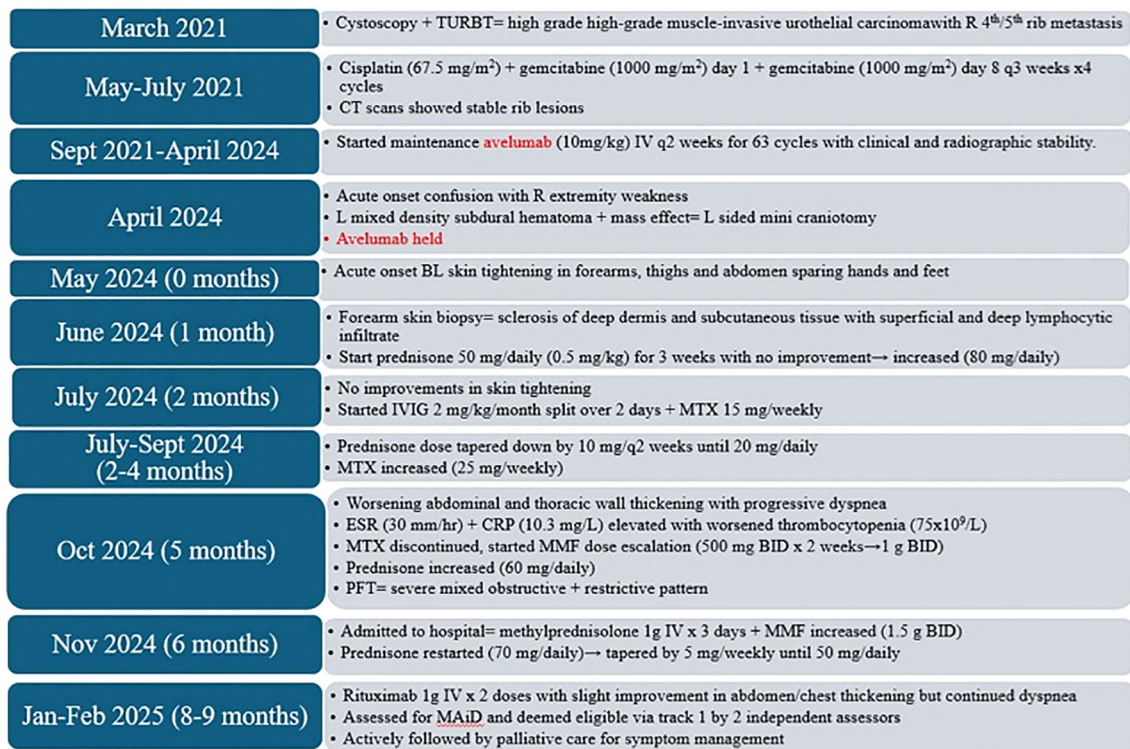 March 2021
• Cystoscopy + TURBT= high grade high-grade muscle-invasive urothelial carcinomawith R 4th/5th rib metastasis
May-July 2021
• Cisplatin (67.5 mg/m2) + gemcitabine (1000 mg/m2) day 1 + gemcitabine (1000 mg/m2) day 8 q3 weeks x4
cycles
• CT scans showed stable rib lesions
Sept 2021-April 2024
• Started maintenance avelumab (10mg/kg) IV q2 weeks for 63 cycles with clinical and radiographic stability.
April 2024
• Acute onset confusion with R extremity weakness
• L mixed density subdural hematoma + mass effect= L sided mini craniotomy
• Avelumab held
May 2024 (0 months)
• Acute onset BL skin tightening in forearms, thighs and abdomen sparing hands and feet
June 2024 (1 month)
• Forearm skin biopsy= sclerosis of deep dermis and subcutaneous tissue with superficial and deep lymphocytic
infiltrate
• Start prednisone 50 mg/daily (0.5 mg/kg) for 3 weeks with no improvement→ increased (80 mg/daily)
July 2024 (2 months)
• No improvements in skin tightening
• Started IVIG 2 mg/kg/month split over 2 days + MTX 15 mg/weekly
July-Sept 2024
(2-4 months)
• Prednisone dose tapered down by 10 mg/q2 weeks until 20 mg/daily
• MTX increased (25 mg/weekly)
Oct 2024 (5 months)
• Worsening abdominal and thoracic wall thickening with progressive dyspnea
• ESR (30 mm/hr) + CRP (10.3 mg/L) elevated with worsened thrombocytopenia (75x10⁹/L)
• MTX discontinued, started MMF dose escalation (500 mg BID x 2 weeks→1 g BID)
• Prednisone increased (60 mg/daily)
• PFT= severe mixed obstructive + restrictive pattern
Nov 2024 (6 months)
• Admitted to hospital= methylprednisolone 1g IV x 3 days + MMF increased (1.5 g BID)
• Prednisone restarted (70 mg/daily)→ tapered by 5 mg/weekly until 50 mg/daily
Jan-Feb 2025 (8-9 months)
• Rituximab 1g IV x 2 doses with slight improvement in abdomen/chest thickening but continued dyspnea
• Assessed for MAiD and deemed eligible via track 1 by 2 independent assessors
• Actively followed by palliative care for symptom management